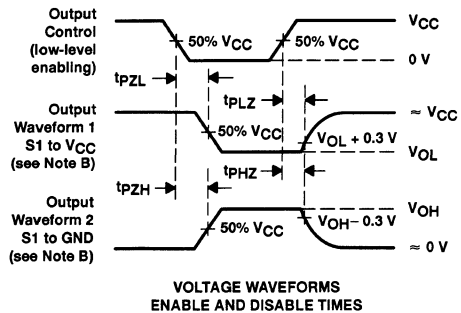 Output
Control
(low-level
enabling)
50% VCC
50% VCC
VCC
0 V
tPZL
tPLZ
Output
Waveform 1
S1 to VCC
(see Note B)
50% VCC
≈ VCC
VOL + 0.3 V
VOL
tPZH
tPHZ
Output
Waveform 2
S1 to GND
(see Note B)
50% VCC
VOH
VOH − 0.3 V
≈ 0 V
VOLTAGE WAVEFORMS
ENABLE AND DISABLE TIMES